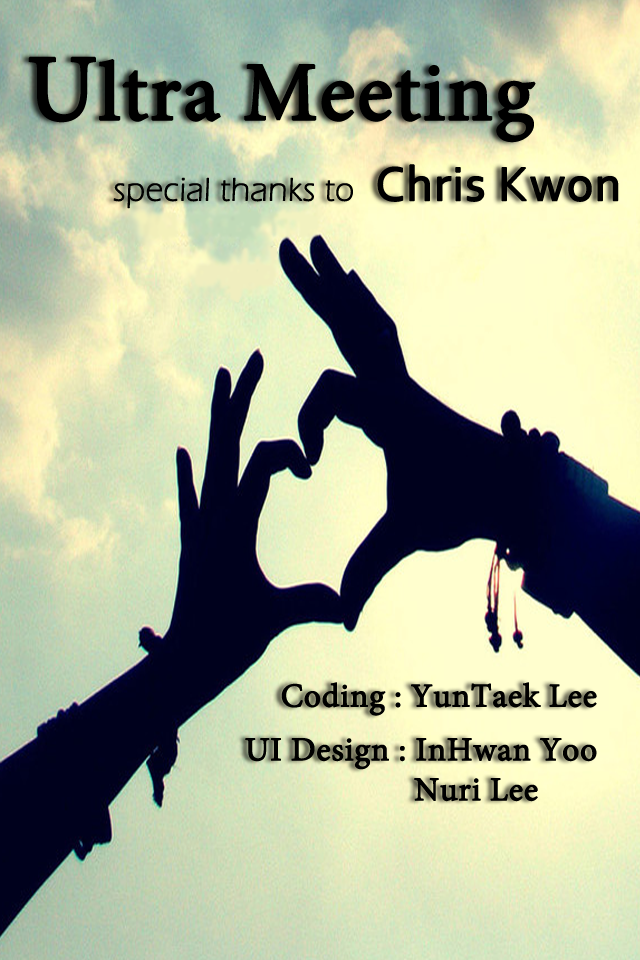 Ultra Meeting
special thanks to Chris Kwon
Coding : YunTaek Lee
UI Design : InHwan Yoo
Nuri Lee